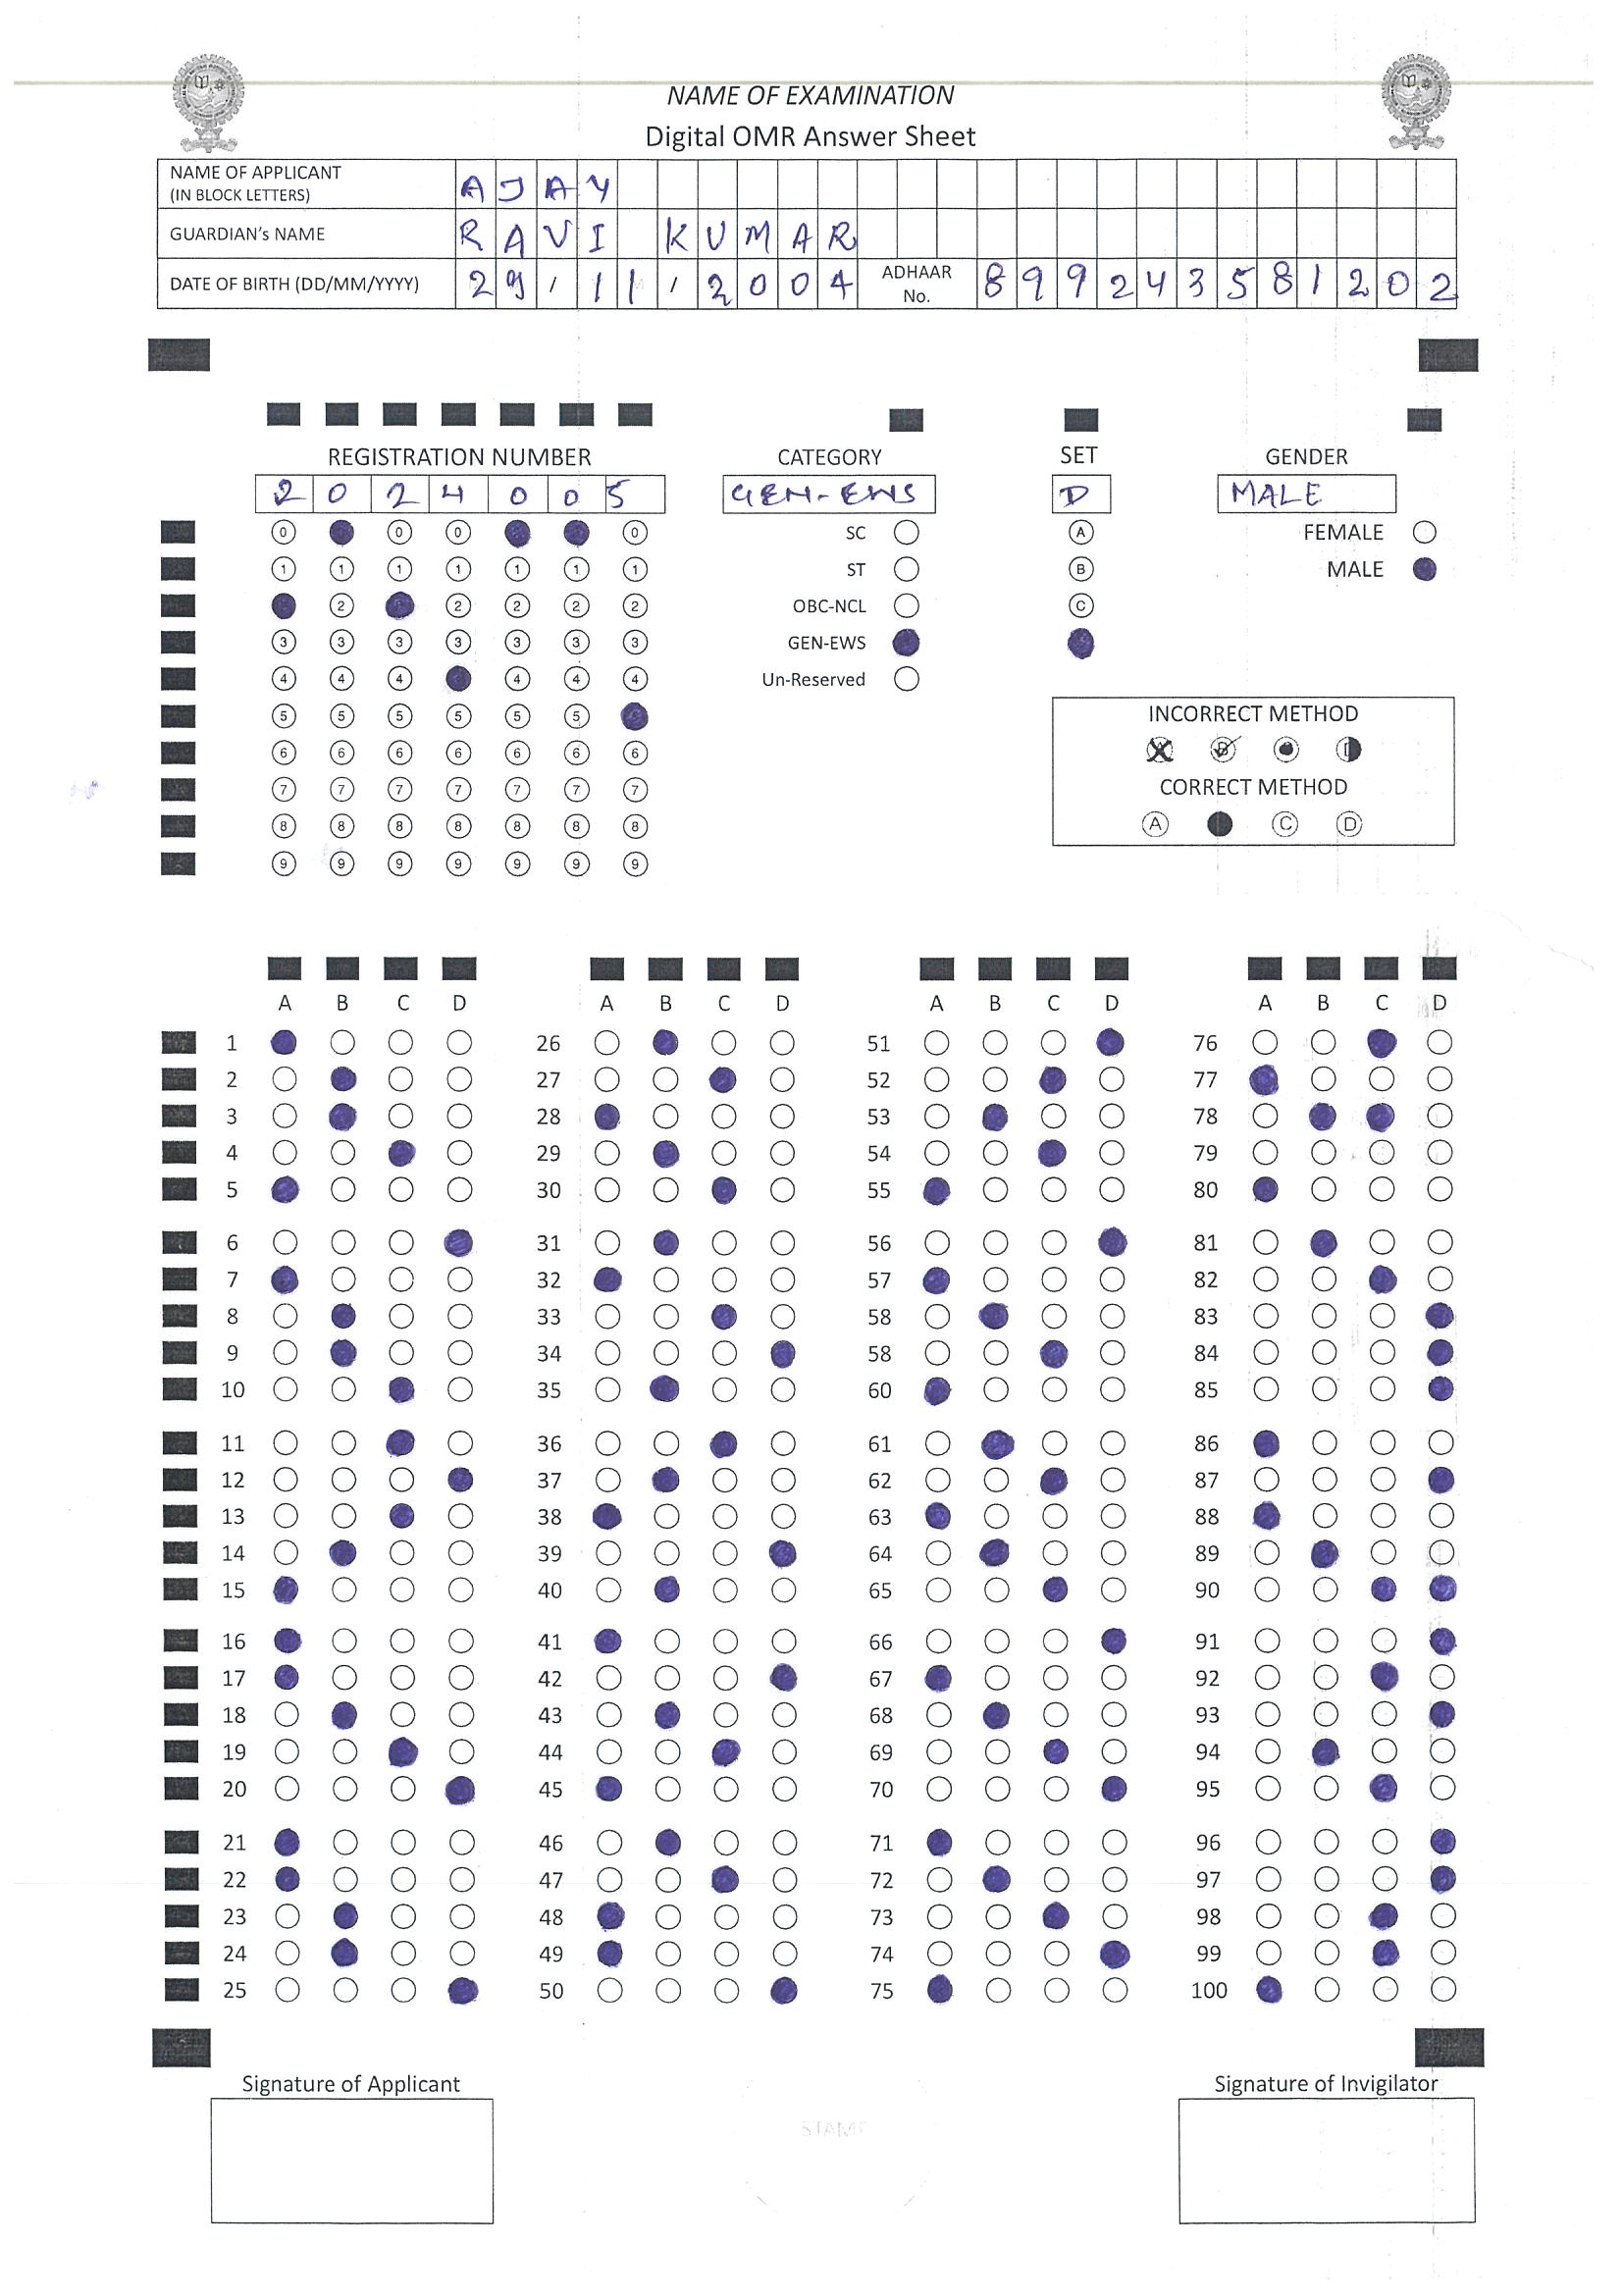 NAME OF EXAMINATION
Digital OMR Answer Sheet
NAME OF APPLICANT
(IN BLOCK LETTERS) AJAY
GUARDIAN's NAME RAVI KUMAR
DATE OF BIRTH (DD/MM/YYYY) 29/11/2004 ADHAAR No. 899243581202
REGISTRATION NUMBER CATEGORY SET GENDER
2024005 GEN-EWS D MALE
0 0 0 0 SC A FEMALE
1 1 1 1 1 1 1 ST B MALE
2 2 2 2 2 OBC-NCL C
3 3 3 3 3 3 3 GEN-EWS
4 4 4 4 4 4 Un-Reserved
5 5 5 5 5 5 INCORRECT METHOD
6 6 6 6 6 6 6 B
7 7 7 7 7 7 7 CORRECT METHOD
8 8 8 8 8 8 8 A C D
9 9 9 9 9 9 9
A B C D A B C D A B C D A B C D
1 26 51 76
2 27 52 77
3 28 53 78
4 29 54 79
5 30 55 80
6 31 56 81
7 32 57 82
8 33 58 83
9 34 58 84
10 35 60 85
11 36 61 86
12 37 62 87
13 38 63 88
14 39 64 89
15 40 65 90
16 41 66 91
17 42 67 92
18 43 68 93
19 44 69 94
20 45 70 95
21 46 71 96
22 47 72 97
23 48 73 98
24 49 74 99
25 50 75 100
Signature of Applicant Signature of Invigilator
STAMP